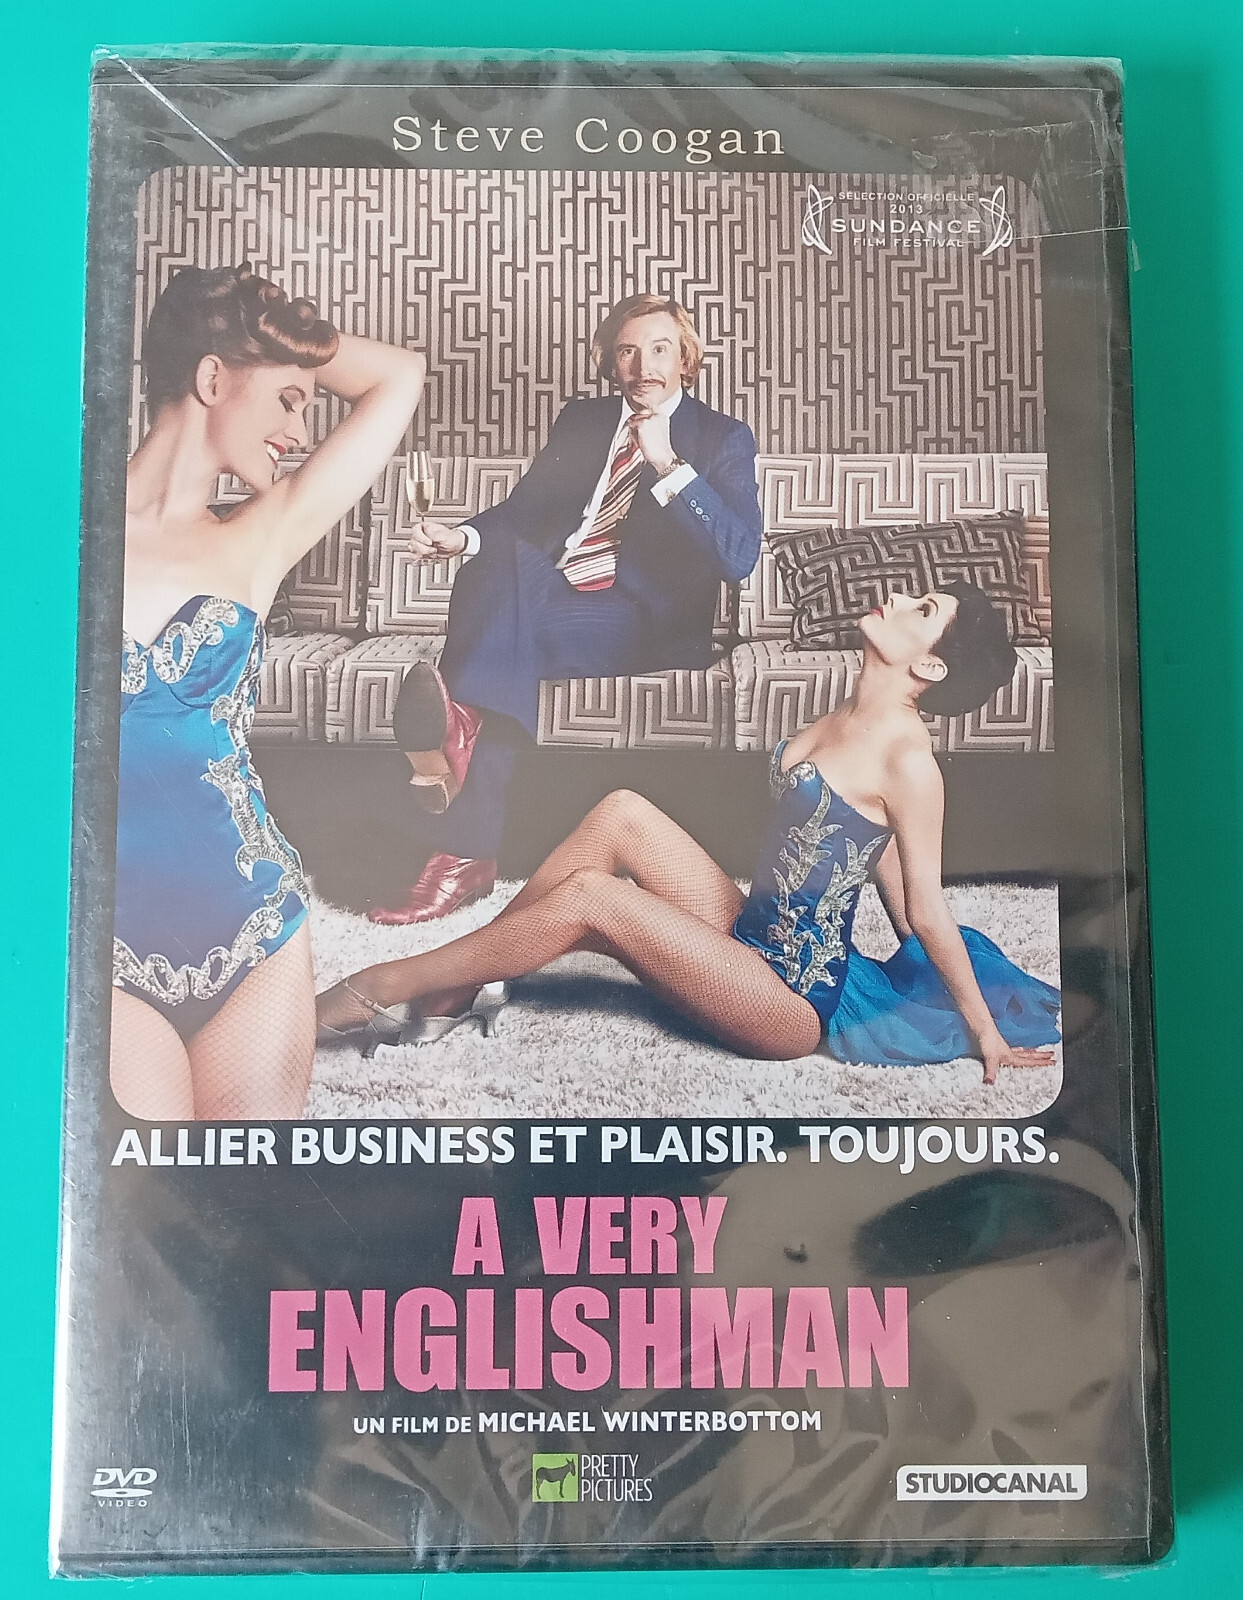 Steve Coogan
SÉLECTION OFFICIELLE
2013
SUNDANCE
FILM FESTIVAL
ALLIER BUSINESS ET PLAISIR. TOUJOURS.
A VERY
ENGLISHMAN
UN FILM DE MICHAEL WINTERBOTTOM
DVD
VIDEO
PRETTY
PICTURES
STUDIOCANAL